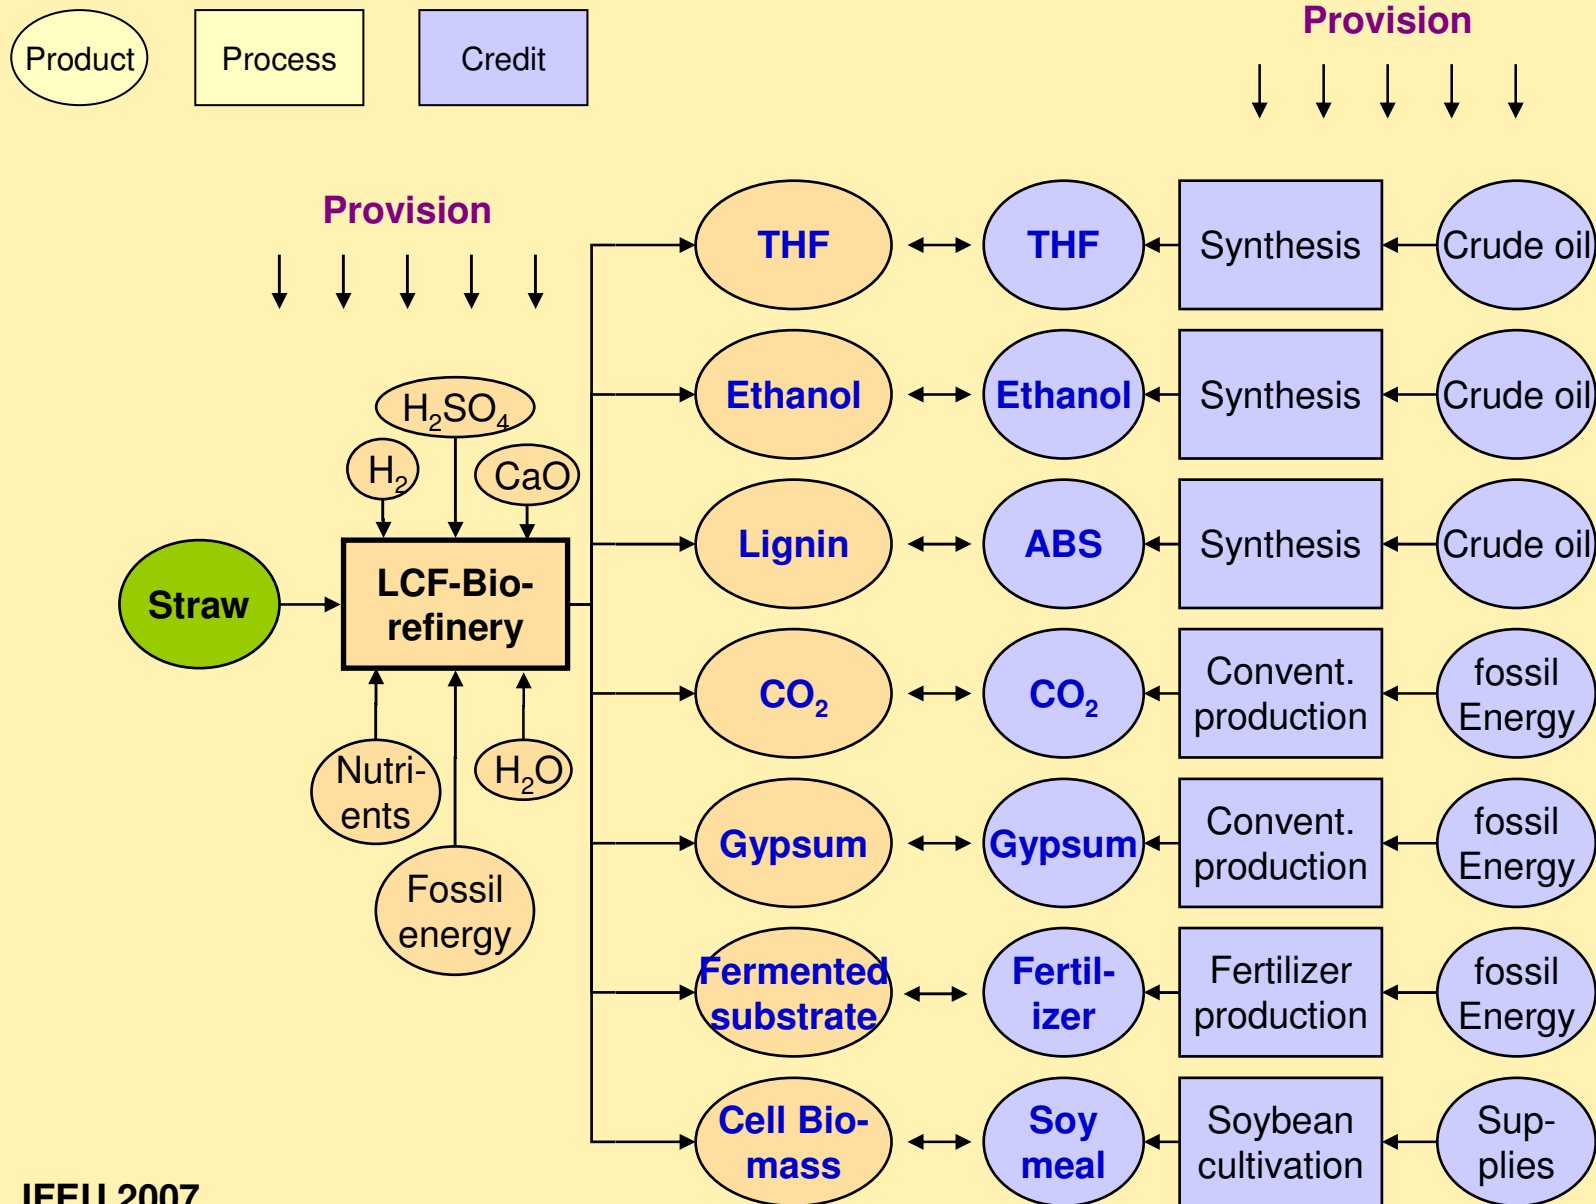 Provision
Product
Process
Credit
Provision
THF
THF
Synthesis
Crude oil
Ethanol
Ethanol
Synthesis
Crude oil
H₂SO₄
H₂
CaO
Lignin
ABS
Synthesis
Crude oil
Straw
LCF-Bio-
refinery
CO₂
CO₂
Convent.
production
fossil
Energy
Nutri-
ents
H₂O
Gypsum
Gypsum
Convent.
production
fossil
Energy
Fossil
energy
Fermented
substrate
Fertil-
izer
Fertilizer
production
fossil
Energy
Cell Bio-
mass
Soy
meal
Soybean
cultivation
Sup-
plies
IFEU 2007